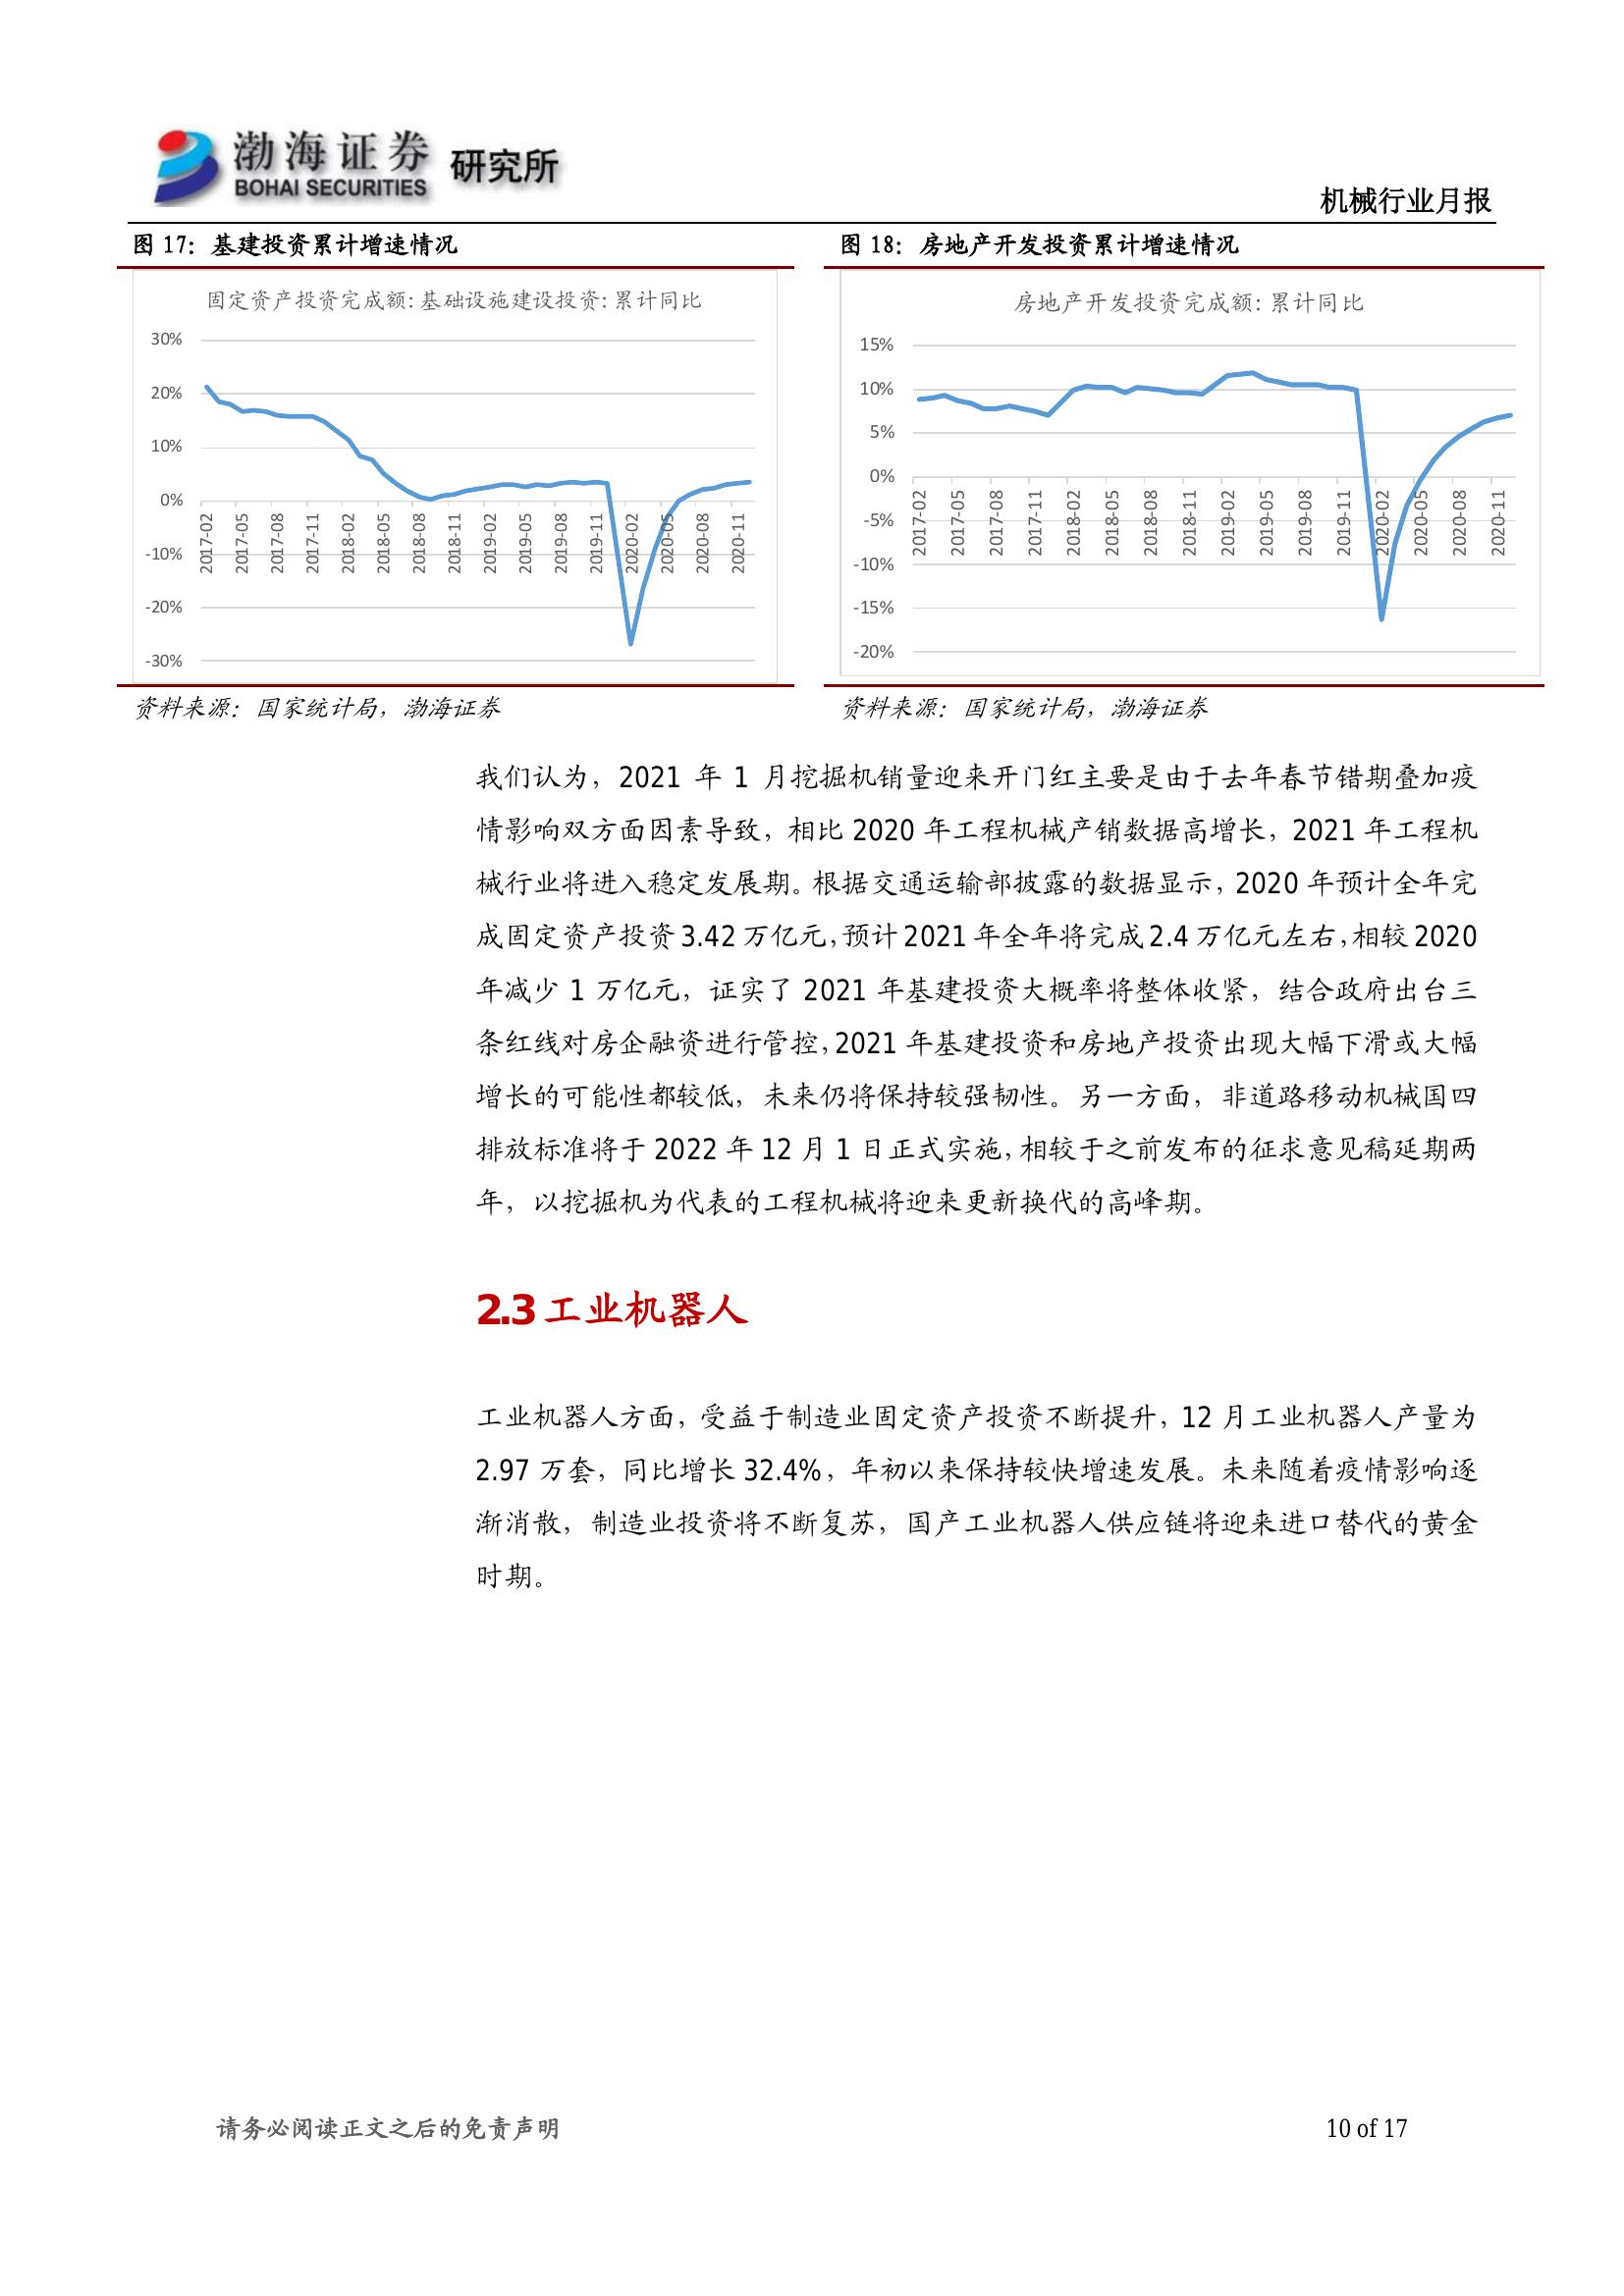 渤海证券 研究所
BOHAI SECURITIES
机械行业月报
图 17：基建投资累计增速情况
固定资产投资完成额:基础设施建设投资:累计同比
30%
20%
10%
0%
-10%
-20%
-30%
2017-02
2017-05
2017-08
2017-11
2018-02
2018-05
2018-08
2018-11
2019-02
2019-05
2019-08
2019-11
2020-02
2020-05
2020-08
2020-11
资料来源：国家统计局，渤海证券
图 18：房地产开发投资累计增速情况
房地产开发投资完成额:累计同比
15%
10%
5%
0%
-5%
-10%
-15%
-20%
2017-02
2017-05
2017-08
2017-11
2018-02
2018-05
2018-08
2018-11
2019-02
2019-05
2019-08
2019-11
2020-02
2020-05
2020-08
2020-11
资料来源：国家统计局，渤海证券
我们认为，2021 年 1 月挖掘机销量迎来开门红主要是由于去年春节错期叠加疫
情影响双方面因素导致，相比 2020 年工程机械产销数据高增长，2021 年工程机
械行业将进入稳定发展期。根据交通运输部披露的数据显示，2020 年预计全年完
成固定资产投资 3.42 万亿元，预计 2021 年全年将完成 2.4 万亿元左右，相较 2020
年减少 1 万亿元，证实了 2021 年基建投资大概率将整体收紧，结合政府出台三
条红线对房企融资进行管控，2021 年基建投资和房地产投资出现大幅下滑或大幅
增长的可能性都较低，未来仍将保持较强韧性。另一方面，非道路移动机械国四
排放标准将于 2022 年 12 月 1 日正式实施，相较于之前发布的征求意见稿延期两
年，以挖掘机为代表的工程机械将迎来更新换代的高峰期。
2.3 工业机器人
工业机器人方面，受益于制造业固定资产投资不断提升，12 月工业机器人产量为
2.97 万套，同比增长 32.4%，年初以来保持较快增速发展。未来随着疫情影响逐
渐消散，制造业投资将不断复苏，国产工业机器人供应链将迎来进口替代的黄金
时期。
请务必阅读正文之后的免责声明
10 of 17